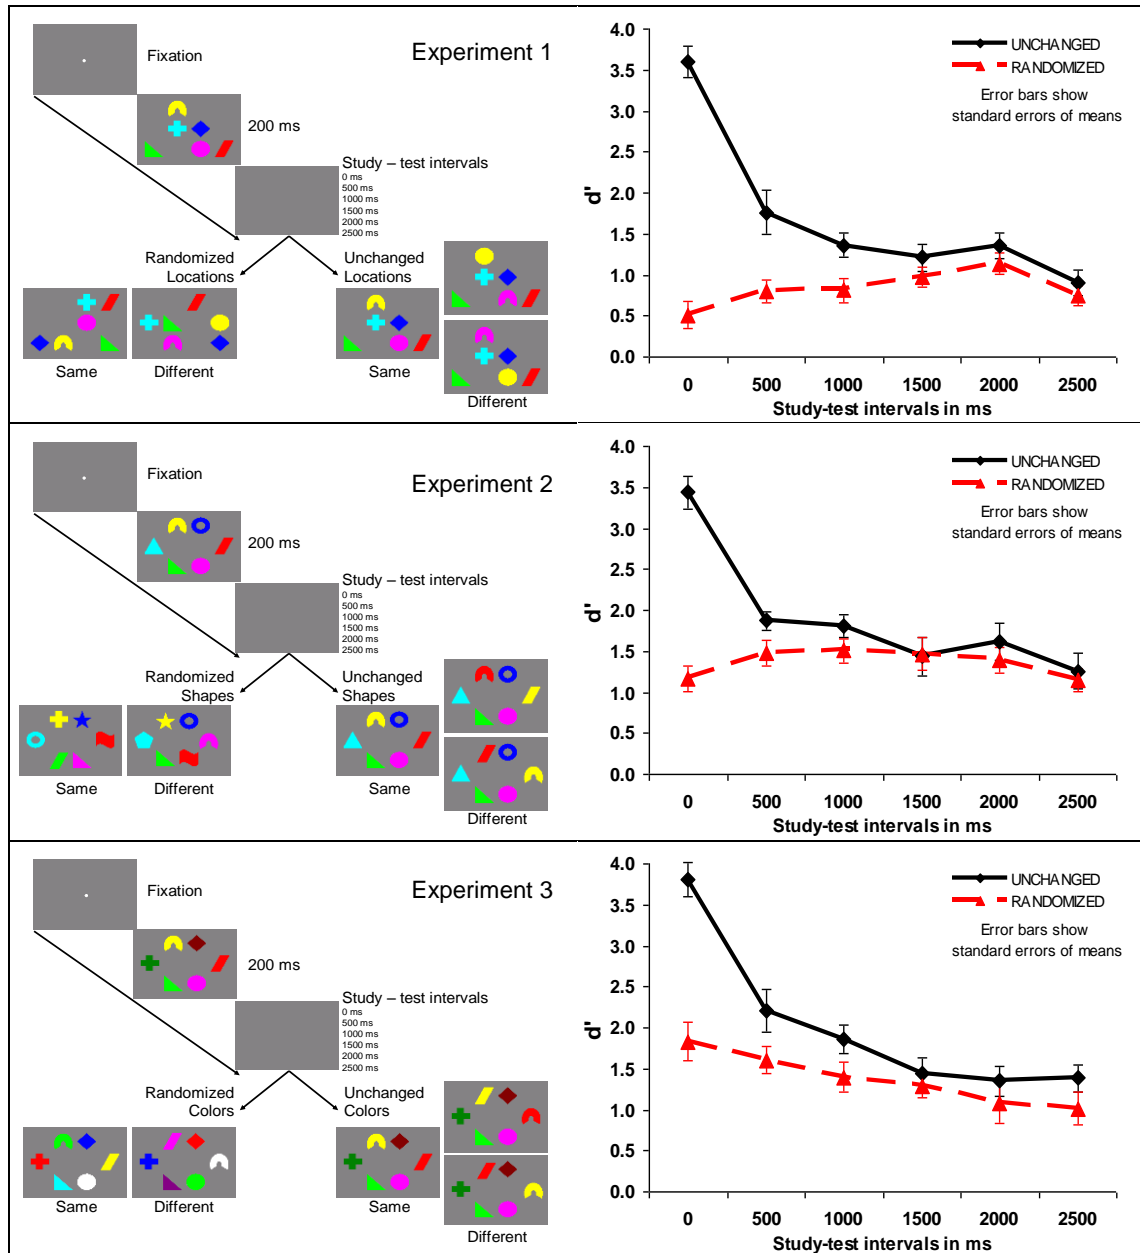 Experiment 1
Fixation
200 ms
Study – test intervals
0 ms
500 ms
1000 ms
1500 ms
2000 ms
2500 ms
Randomized
Locations
Unchanged
Locations
Same
Different
Same
Different
4.0
3.5
3.0
2.5
2.0
1.5
1.0
0.5
0.0
d'
UNCHANGED
RANDOMIZED
Error bars show
standard errors of means
0 500 1000 1500 2000 2500
Study-test intervals in ms
Experiment 2
Fixation
200 ms
Study – test intervals
0 ms
500 ms
1000 ms
1500 ms
2000 ms
2500 ms
Randomized
Shapes
Unchanged
Shapes
Same
Different
Same
Different
4.0
3.5
3.0
2.5
2.0
1.5
1.0
0.5
0.0
d'
UNCHANGED
RANDOMIZED
Error bars show
standard errors of means
0 500 1000 1500 2000 2500
Study-test intervals in ms
Experiment 3
Fixation
200 ms
Study – test intervals
0 ms
500 ms
1000 ms
1500 ms
2000 ms
2500 ms
Randomized
Colors
Unchanged
Colors
Same
Different
Same
Different
4.0
3.5
3.0
2.5
2.0
1.5
1.0
0.5
0.0
d'
UNCHANGED
RANDOMIZED
Error bars show
standard errors of means
0 500 1000 1500 2000 2500
Study-test intervals in ms